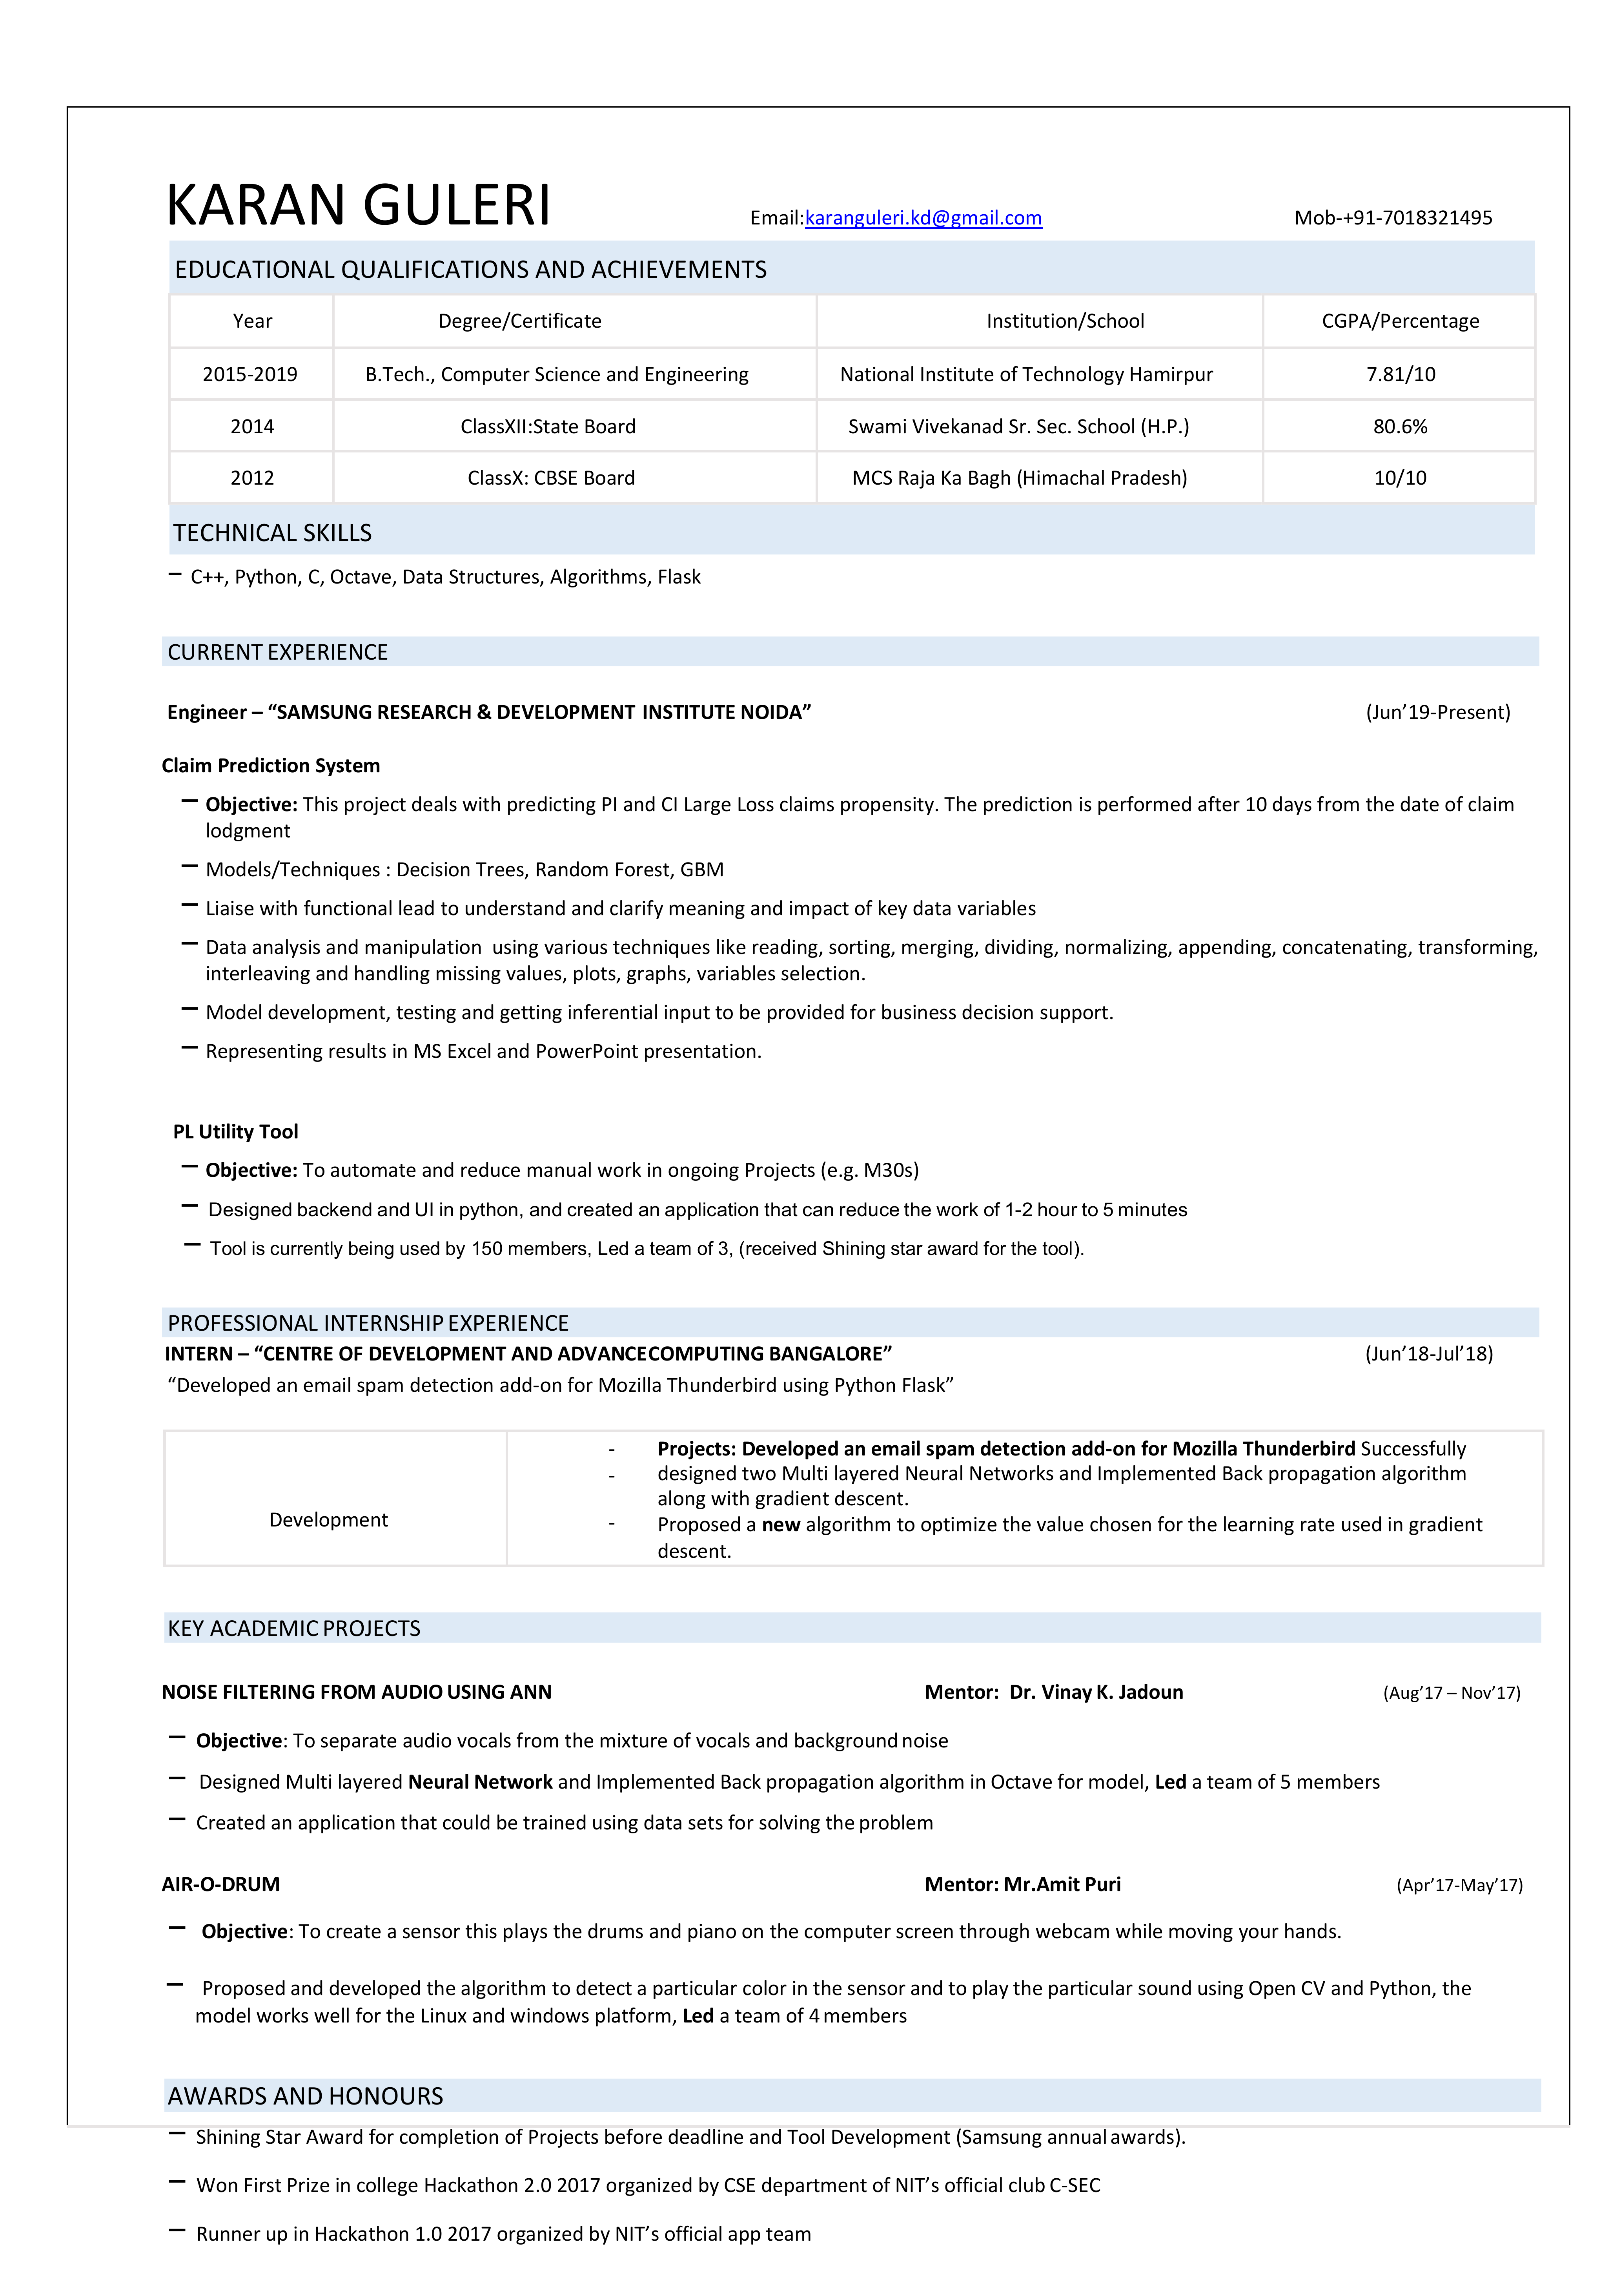 KARAN GULERI Email:karanguleri.kd@gmail.com Mob-+91-7018321495
EDUCATIONAL QUALIFICATIONS AND ACHIEVEMENTS
Year Degree/Certificate Institution/School CGPA/Percentage
2015-2019 B.Tech., Computer Science and Engineering National Institute of Technology Hamirpur 7.81/10
2014 ClassXII:State Board Swami Vivekanad Sr. Sec. School (H.P.) 80.6%
2012 ClassX: CBSE Board MCS Raja Ka Bagh (Himachal Pradesh) 10/10
TECHNICAL SKILLS
– C++, Python, C, Octave, Data Structures, Algorithms, Flask
CURRENT EXPERIENCE
Engineer – “SAMSUNG RESEARCH & DEVELOPMENT INSTITUTE NOIDA” (Jun’19-Present)
Claim Prediction System
– Objective: This project deals with predicting PI and CI Large Loss claims propensity. The prediction is performed after 10 days from the date of claim
lodgment
– Models/Techniques : Decision Trees, Random Forest, GBM
– Liaise with functional lead to understand and clarify meaning and impact of key data variables
– Data analysis and manipulation using various techniques like reading, sorting, merging, dividing, normalizing, appending, concatenating, transforming,
interleaving and handling missing values, plots, graphs, variables selection.
– Model development, testing and getting inferential input to be provided for business decision support.
– Representing results in MS Excel and PowerPoint presentation.
PL Utility Tool
– Objective: To automate and reduce manual work in ongoing Projects (e.g. M30s)
– Designed backend and UI in python, and created an application that can reduce the work of 1-2 hour to 5 minutes
– Tool is currently being used by 150 members, Led a team of 3, (received Shining star award for the tool).
PROFESSIONAL INTERNSHIP EXPERIENCE
INTERN – “CENTRE OF DEVELOPMENT AND ADVANCECOMPUTING BANGALORE” (Jun’18-Jul’18)
“Developed an email spam detection add-on for Mozilla Thunderbird using Python Flask”
- Projects: Developed an email spam detection add-on for Mozilla Thunderbird Successfully
- designed two Multi layered Neural Networks and Implemented Back propagation algorithm
along with gradient descent.
Development
- Proposed a new algorithm to optimize the value chosen for the learning rate used in gradient
descent.
KEY ACADEMIC PROJECTS
NOISE FILTERING FROM AUDIO USING ANN Mentor: Dr. Vinay K. Jadoun (Aug’17 – Nov’17)
– Objective: To separate audio vocals from the mixture of vocals and background noise
– Designed Multi layered Neural Network and Implemented Back propagation algorithm in Octave for model, Led a team of 5 members
– Created an application that could be trained using data sets for solving the problem
AIR-O-DRUM Mentor: Mr.Amit Puri (Apr’17-May’17)
– Objective: To create a sensor this plays the drums and piano on the computer screen through webcam while moving your hands.
– Proposed and developed the algorithm to detect a particular color in the sensor and to play the particular sound using Open CV and Python, the
model works well for the Linux and windows platform, Led a team of 4 members
AWARDS AND HONOURS
– Shining Star Award for completion of Projects before deadline and Tool Development (Samsung annual awards).
– Won First Prize in college Hackathon 2.0 2017 organized by CSE department of NIT’s official club C-SEC
– Runner up in Hackathon 1.0 2017 organized by NIT’s official app team